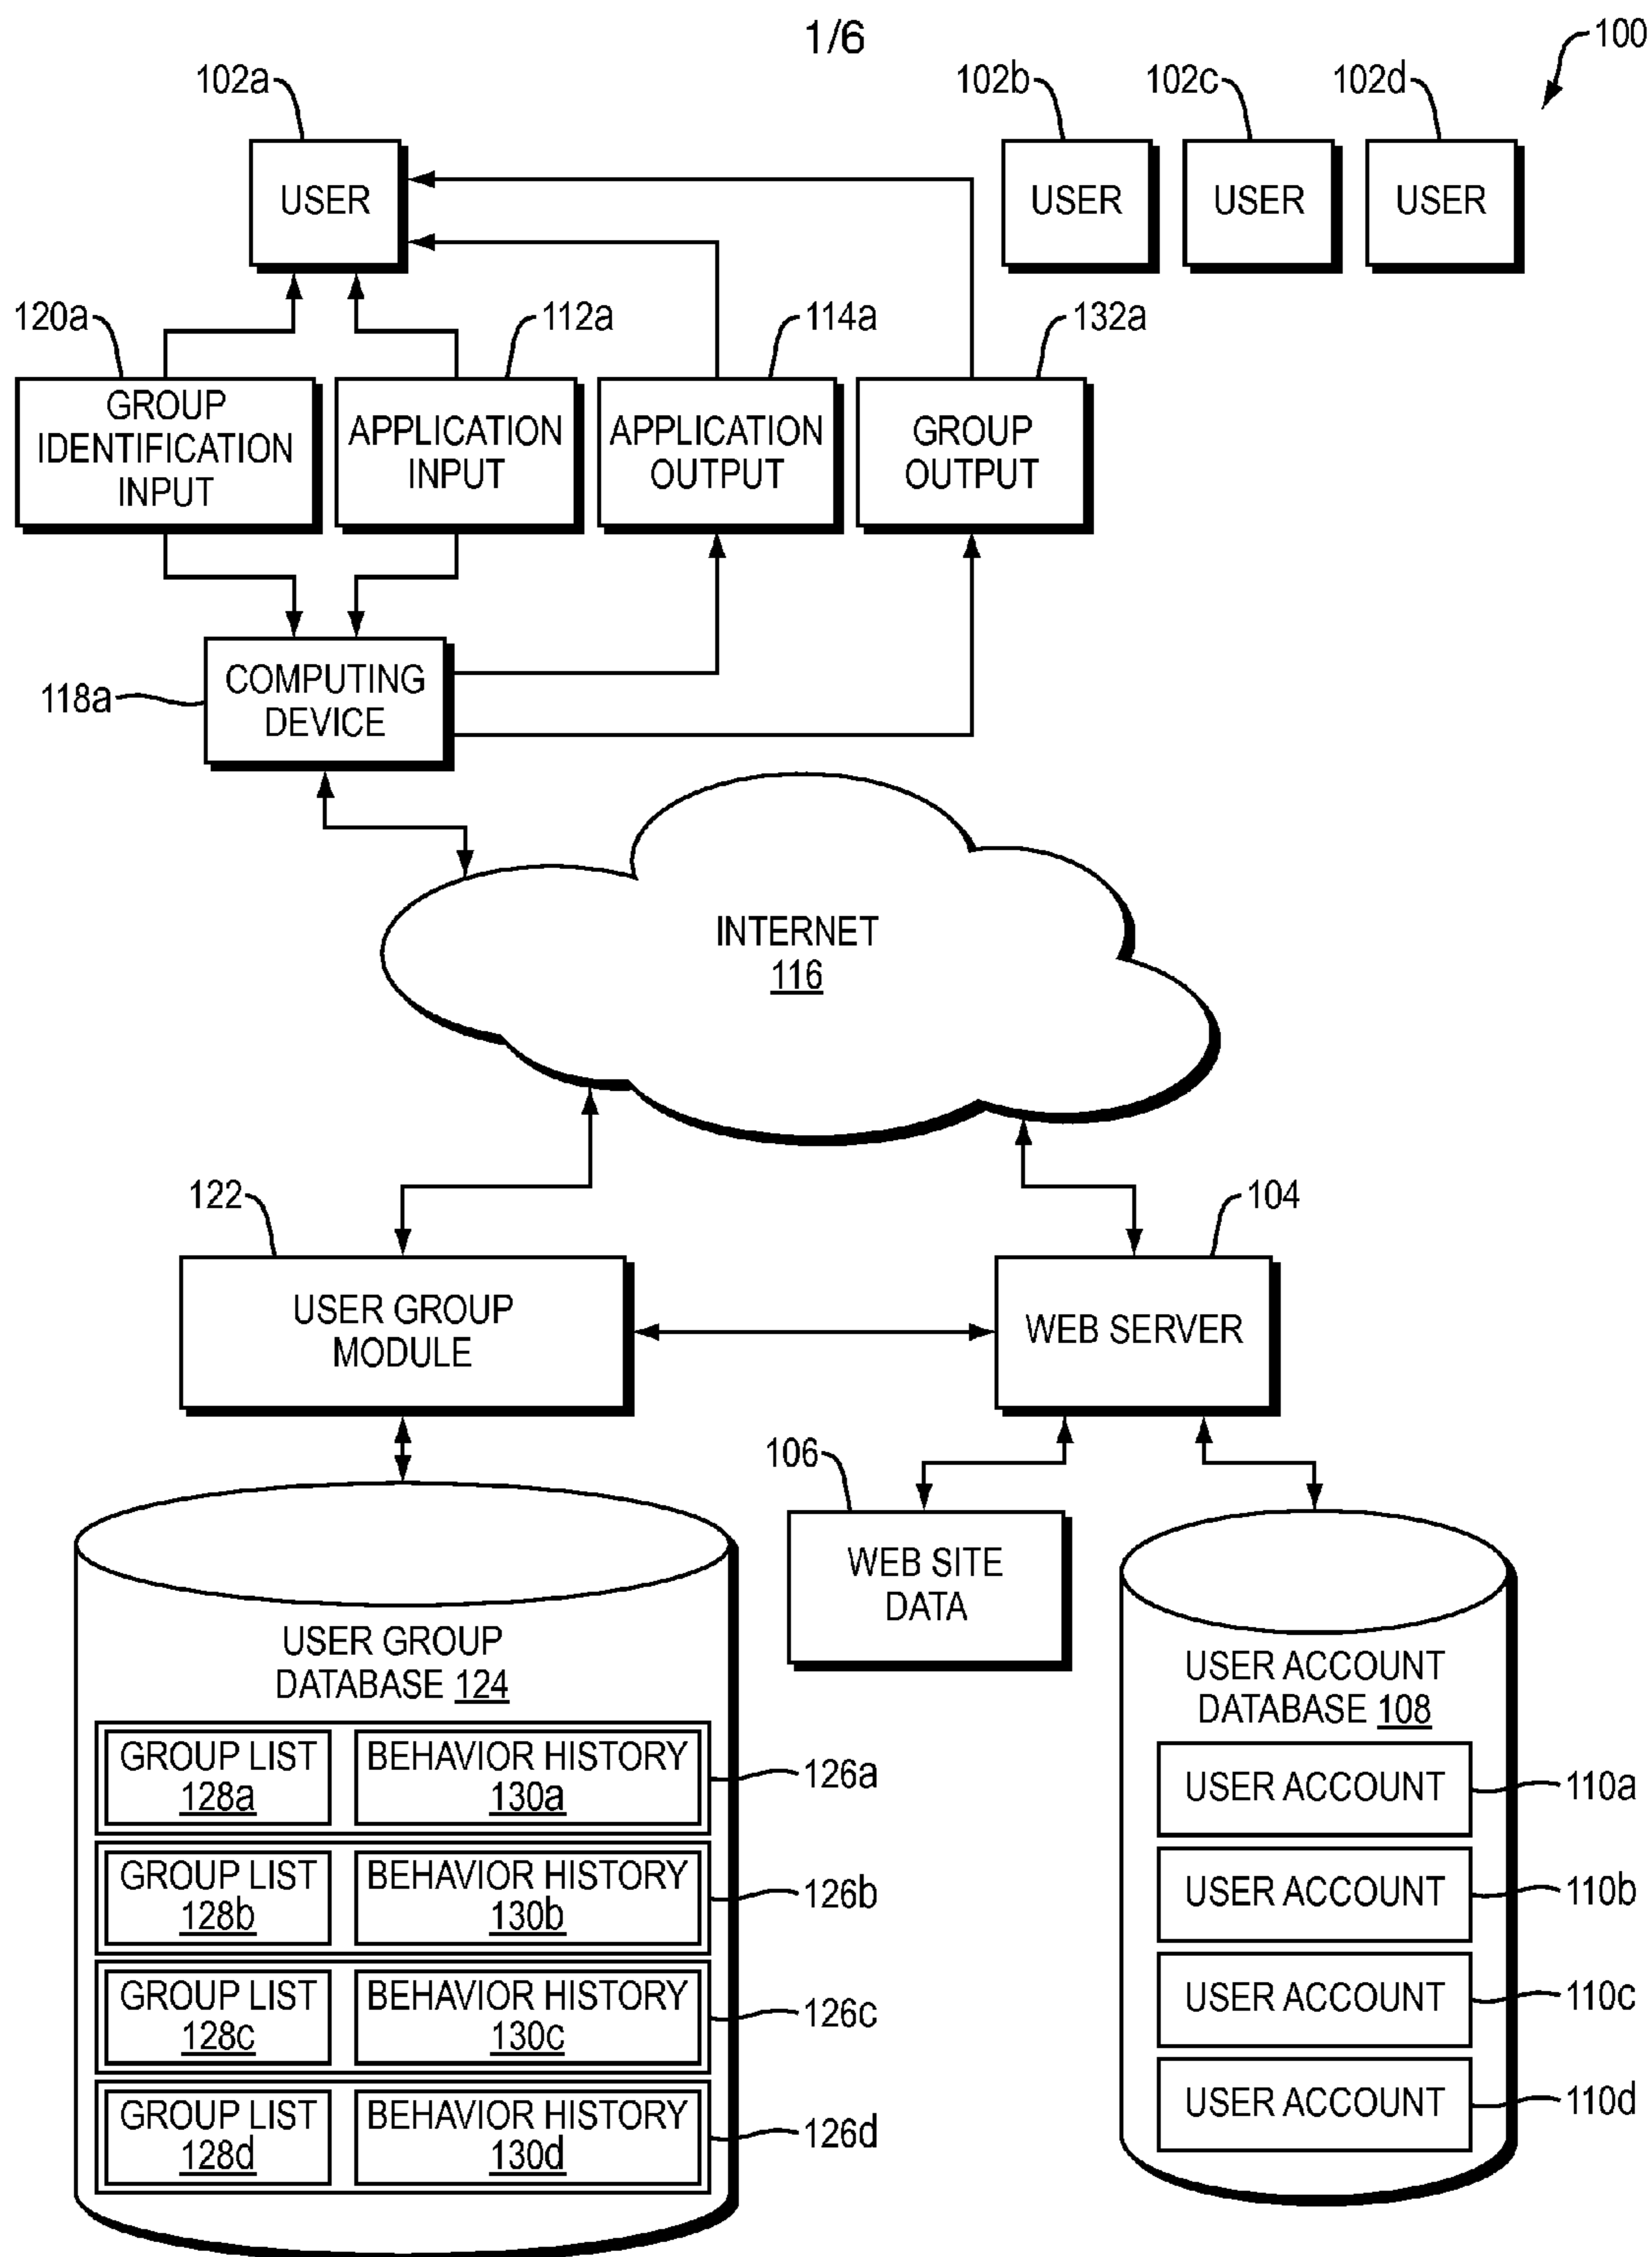 1/6
100
102a
102b
102c
102d
USER
USER
USER
USER
120a
112a
114a
132a
GROUP
IDENTIFICATION
INPUT
APPLICATION
INPUT
APPLICATION
OUTPUT
GROUP
OUTPUT
118a
COMPUTING
DEVICE
INTERNET
116
122
104
USER GROUP
MODULE
WEB SERVER
106
WEB SITE
DATA
USER GROUP
DATABASE 124
USER ACCOUNT
DATABASE 108
GROUP LIST
128a
BEHAVIOR HISTORY
130a
126a
GROUP LIST
128b
BEHAVIOR HISTORY
130b
126b
GROUP LIST
128c
BEHAVIOR HISTORY
130c
126c
GROUP LIST
128d
BEHAVIOR HISTORY
130d
126d
USER ACCOUNT
110a
USER ACCOUNT
110b
USER ACCOUNT
110c
USER ACCOUNT
110d